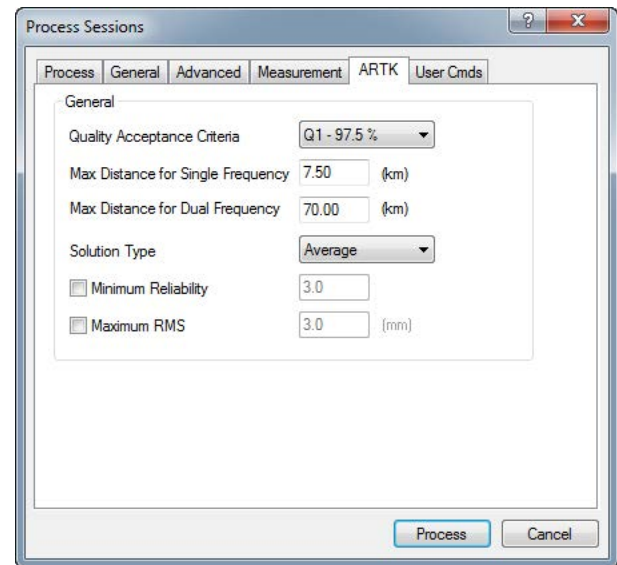 Process Sessions
Process General Advanced Measurement ARTK User Cmds
General
Quality Acceptance Criteria Q1 - 97.5 %
Max Distance for Single Frequency 7.50 (km)
Max Distance for Dual Frequency 70.00 (km)
Solution Type Average
Minimum Reliability 3.0
Maximum RMS 3.0 (mm)
Process Cancel